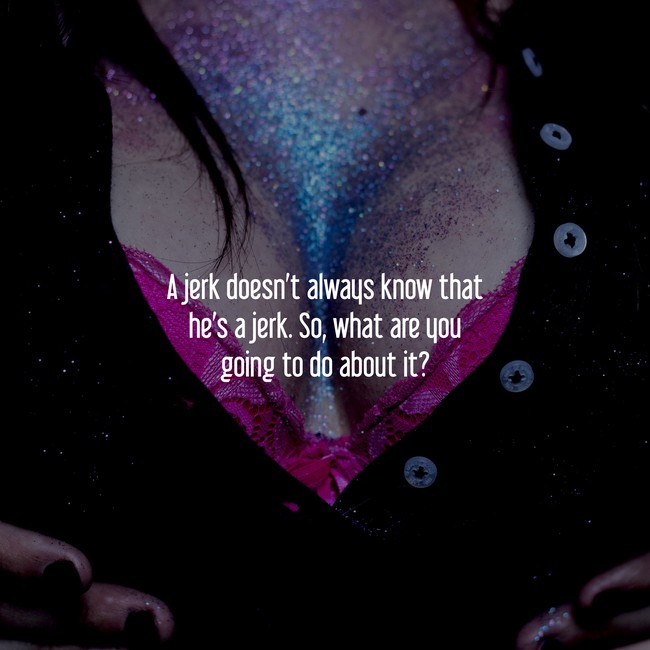 A jerk doesn't always know that
he's a jerk. So, what are you
going to do about it?